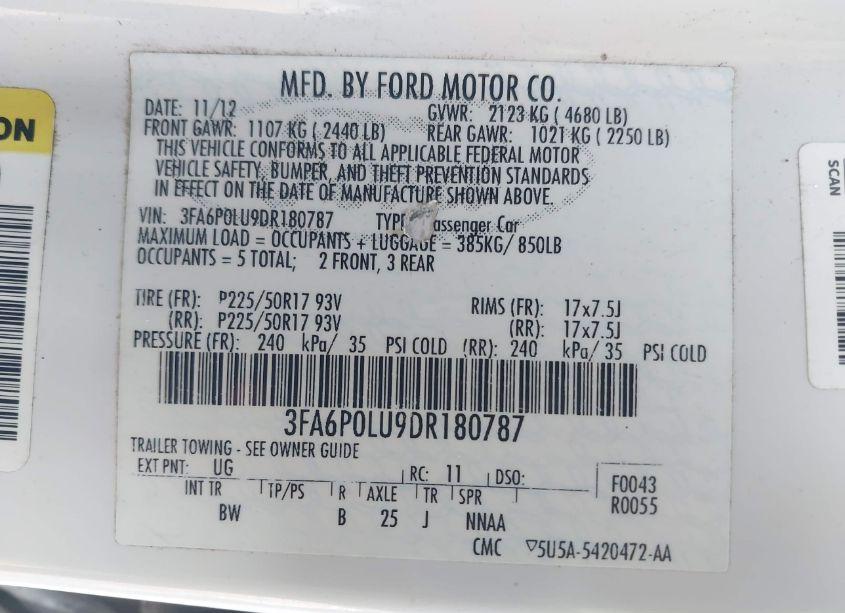 ON
SCAN
MFD. BY FORD MOTOR CO.
DATE: 11/12 GVWR: 2123 KG ( 4680 LB)
FRONT GAWR: 1107 KG ( 2440 LB) REAR GAWR: 1021 KG ( 2250 LB)
THIS VEHICLE CONFORMS TO ALL APPLICABLE FEDERAL MOTOR
VEHICLE SAFETY, BUMPER, AND THEFT PREVENTION STANDARDS
IN EFFECT ON THE DATE OF MANUFACTURE SHOWN ABOVE.
VIN: 3FA6P0LU9DR180787 TYPE assenger Car
MAXIMUM LOAD = OCCUPANTS + LUGGAGE = 385KG/ 850LB
OCCUPANTS = 5 TOTAL; 2 FRONT, 3 REAR
TIRE (FR): P225/50R17 93V RIMS (FR): 17x7.5J
(RR): P225/50R17 93V (RR): 17x7.5J
PRESSURE (FR): 240 kPa/ 35 PSI COLD (RR): 240 kPa/ 35 PSI COLD
3FA6P0LU9DR180787
TRAILER TOWING - SEE OWNER GUIDE
EXT PNT: UG RC: 11 DSO: F0043
INT TR TP/PS R AXLE TR SPR R0055
BW B 25 J NNAA
CMC ▽5U5A-5420472-AA